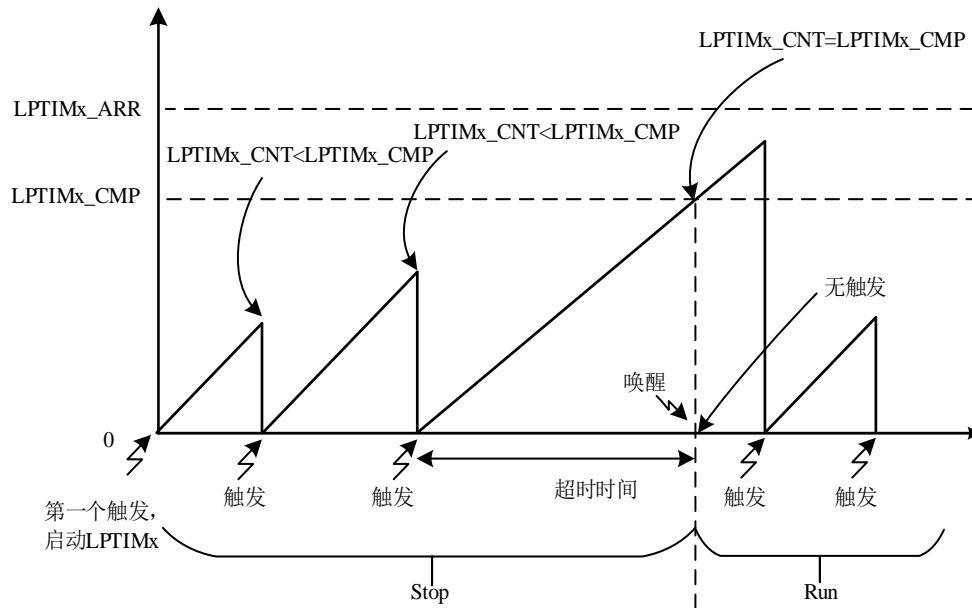 LPTIMx_CNT=LPTIMx_CMP
LPTIMx_ARR
LPTIMx_CNT<LPTIMx_CMP
LPTIMx_CNT<LPTIMx_CMP
LPTIMx_CMP
无触发
唤醒
0
第一个触发，
启动LPTIMx
触发
触发
超时时间
触发
触发
Stop
Run